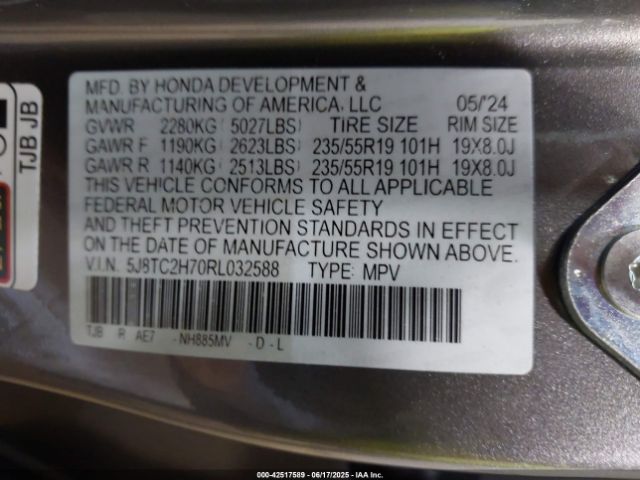 MFD. BY HONDA DEVELOPMENT &
MANUFACTURING OF AMERICA, LLC 05/'24
GVWR 2280KG (5027LBS) TIRE SIZE RIM SIZE
GAWR F 1190KG (2623LBS) 235/55R19 101H 19X8.0J
GAWR R 1140KG (2513LBS) 235/55R19 101H 19X8.0J
THIS VEHICLE CONFORMS TO ALL APPLICABLE
FEDERAL MOTOR VEHICLE SAFETY
AND THEFT PREVENTION STANDARDS IN EFFECT
ON THE DATE OF MANUFACTURE SHOWN ABOVE.
V.I.N. 5J8TC2H70RL032588 TYPE: MPV
TJB R AE7 -NH885MV -D-L
TJB JB
000-42517589 | 06/17/2025 - IAA Inc.